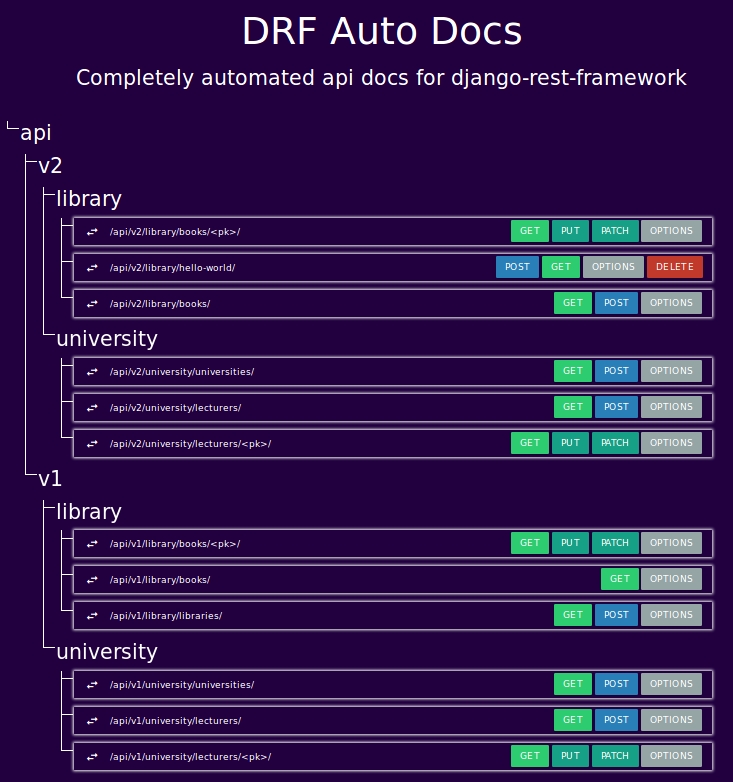 DRF Auto Docs
Completely automated api docs for django-rest-framework
api
v2
library
/api/v2/library/books/<pk>/ GET PUT PATCH OPTIONS
/api/v2/library/hello-world/ POST GET OPTIONS DELETE
/api/v2/library/books/ GET POST OPTIONS
university
/api/v2/university/universities/ GET POST OPTIONS
/api/v2/university/lecturers/ GET POST OPTIONS
/api/v2/university/lecturers/<pk>/ GET PUT PATCH OPTIONS
v1
library
/api/v1/library/books/<pk>/ GET PUT PATCH OPTIONS
/api/v1/library/books/ GET OPTIONS
/api/v1/library/libraries/ GET POST OPTIONS
university
/api/v1/university/universities/ GET POST OPTIONS
/api/v1/university/lecturers/ GET POST OPTIONS
/api/v1/university/lecturers/<pk>/ GET PUT PATCH OPTIONS